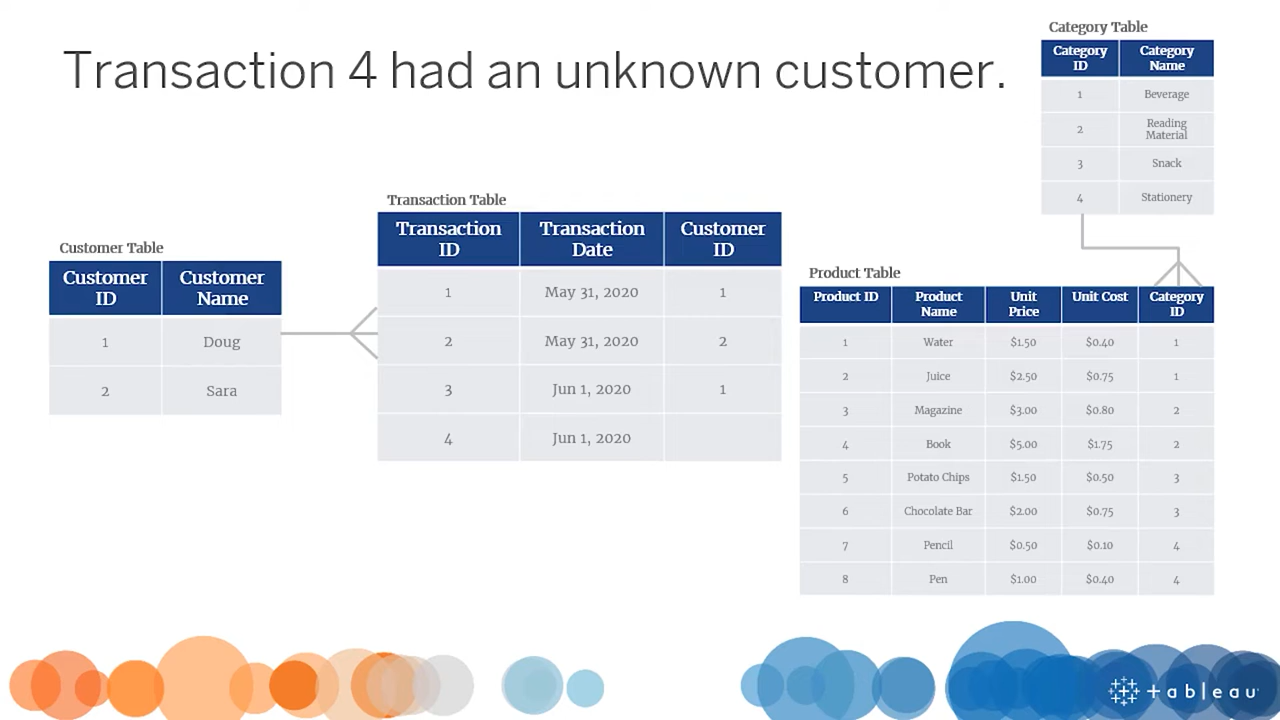 Transaction 4 had an unknown customer.
Category Table
Category ID Category Name
1 Beverage
2 Reading Material
3 Snack
4 Stationery
Customer Table
Customer ID Customer Name
1 Doug
2 Sara
Transaction Table
Transaction ID Transaction Date Customer ID
1 May 31, 2020 1
2 May 31, 2020 2
3 Jun 1, 2020 1
4 Jun 1, 2020
Product Table
Product ID Product Name Unit Price Unit Cost Category ID
1 Water $1.50 $0.40 1
2 Juice $2.50 $0.75 1
3 Magazine $3.00 $0.80 2
4 Book $5.00 $1.75 2
5 Potato Chips $1.50 $0.50 3
6 Chocolate Bar $2.00 $0.75 3
7 Pencil $0.50 $0.10 4
8 Pen $1.00 $0.40 4
tableau